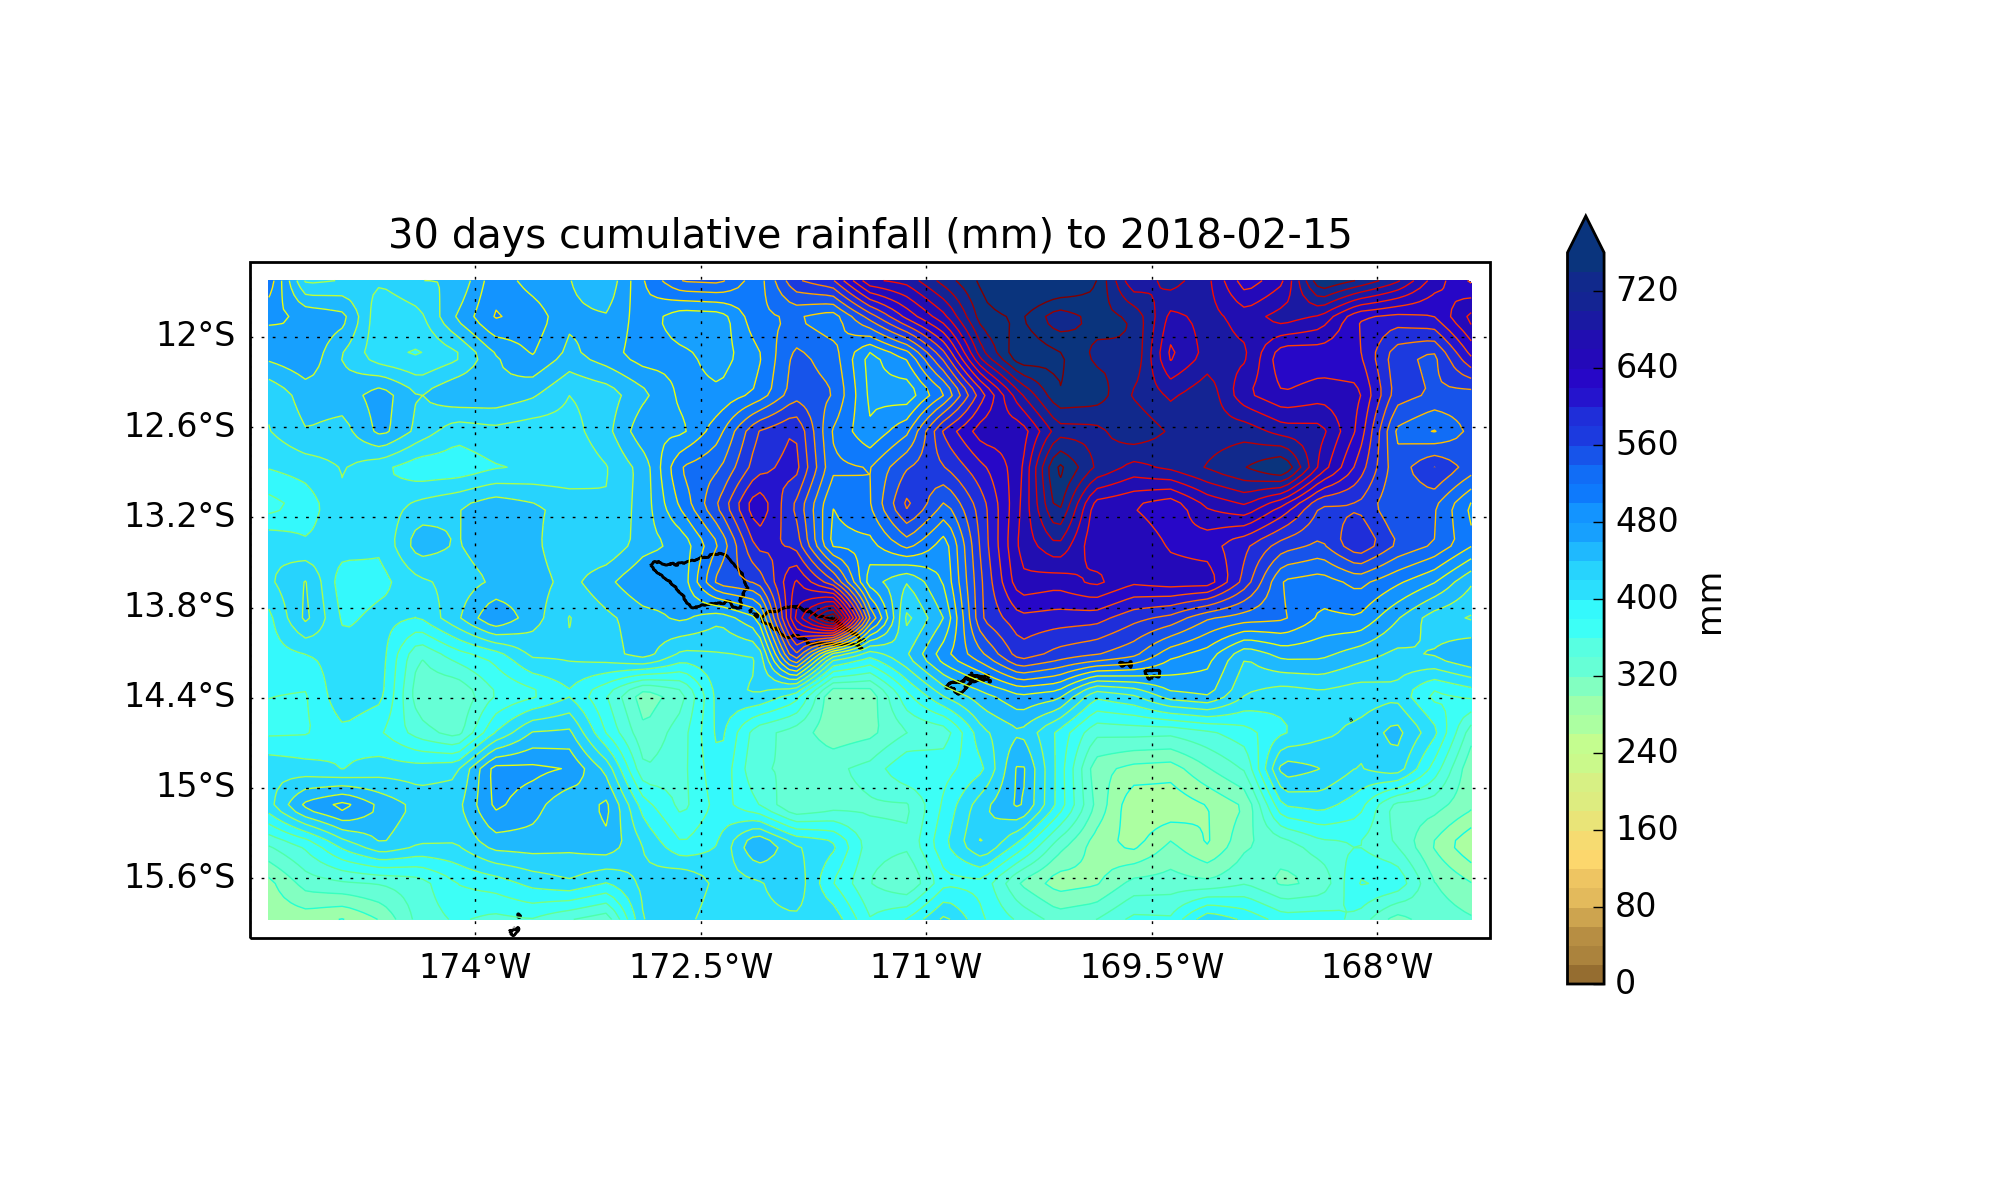 30 days cumulative rainfall (mm) to 2018-02-15
12°S
12.6°S
13.2°S
13.8°S
14.4°S
15°S
15.6°S
174°W
172.5°W
171°W
169.5°W
168°W
720
640
560
480
400
320
240
160
80
0
mm